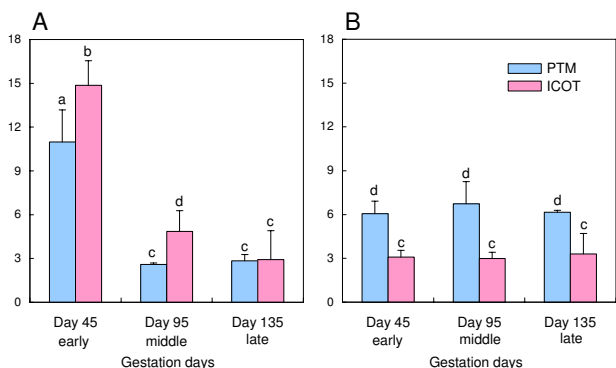 A
18
15
12
9
6
3
0
a
b
c
d
c
c
Day 45
early
Day 95
middle
Day 135
late
Gestation days
B
18
15
12
9
6
3
0
PTM
ICOT
d
c
d
c
d
c
Day 45
early
Day 95
middle
Day 135
late
Gestation days